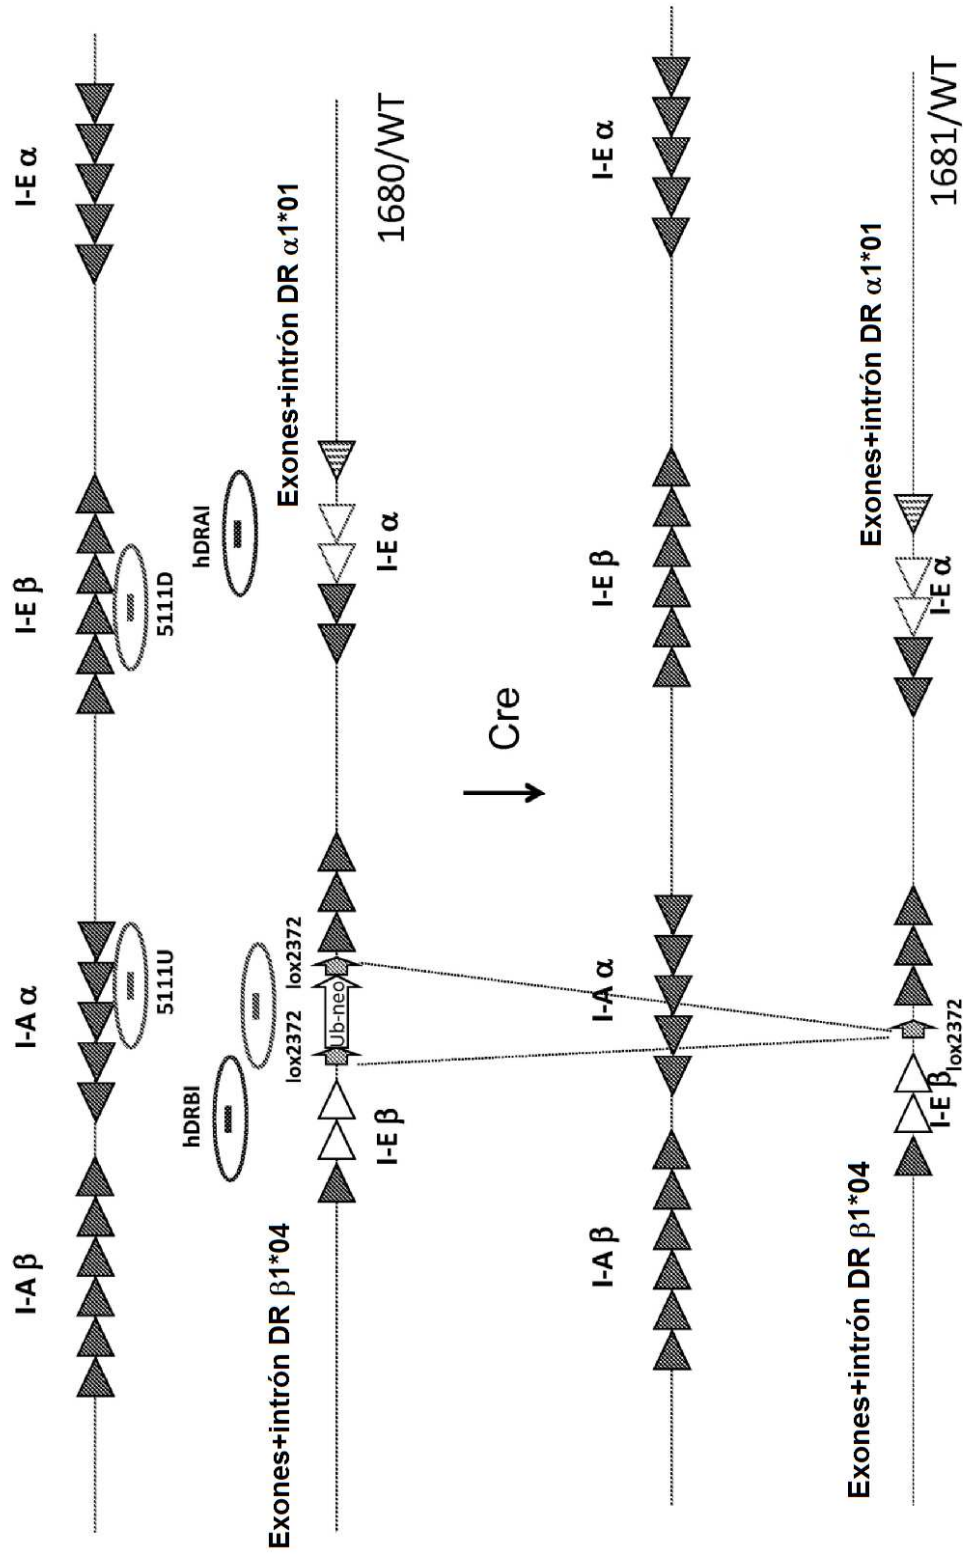 I-A β
I-A α
I-E β
I-E α
5111U
5111D
hDRBI
hDRAI
Exones+intrón DR β1*04
lox2372
lox2372
Exones+intrón DR α1*01
Ub-neo
I-E β
I-E α
1680/WT
Cre
I-A β
I-A α
I-E β
I-E α
Exones+intrón DR β1*04
Exones+intrón DR α1*01
I-E β
lox2372
I-E α
1681/WT